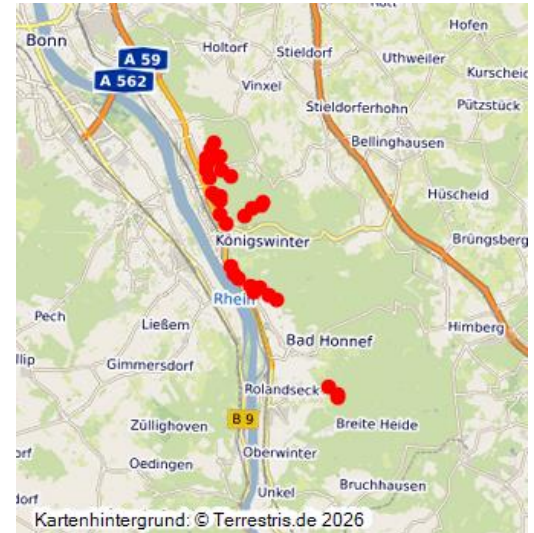 Holtorf
Stieldorf
Hofen
Bonn
A 59
Uthweiler
A 562
Kurscheid
Vinxel
Stieldorferhohn
Pützstück
Bellinghausen
Hüscheid
Königswinter
Brüngsberg
Rhein
Pech
Ließem
Bad Honnef
Himberg
Gimmersdorf
Rolandseck
B 9
Züllighoven
Breite Heide
Oberwinter
Oedingen
Bruchhausen
Unkel
Kartenhintergrund: © Terrestris.de 2026